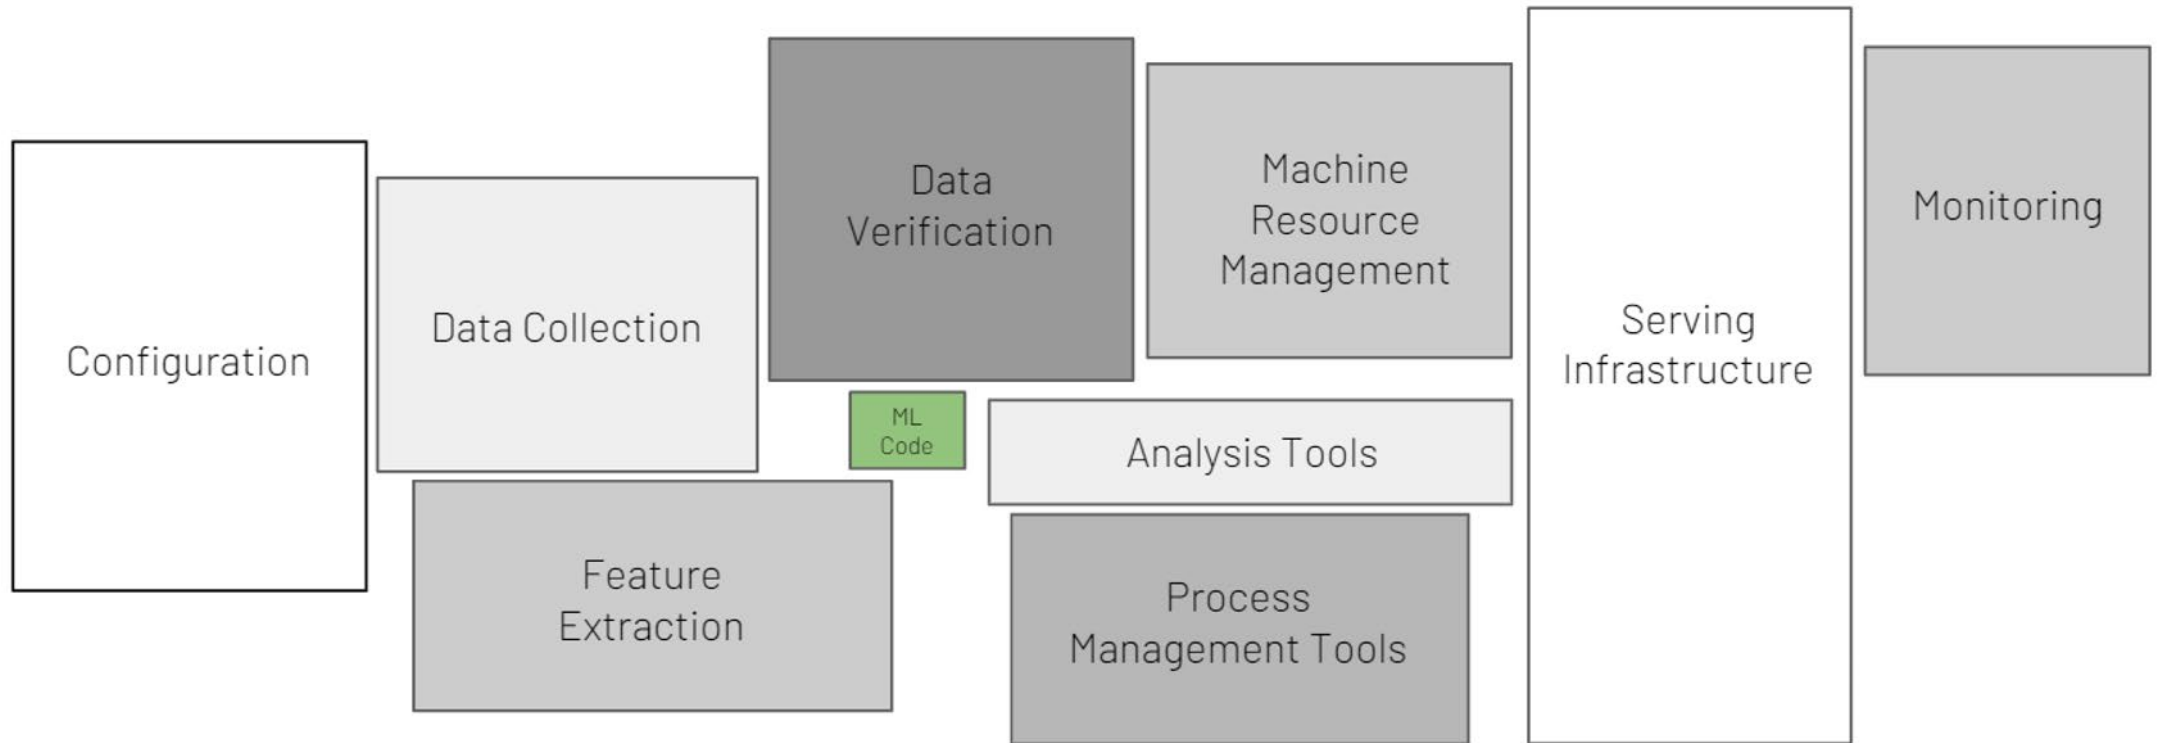 Configuration
Data Collection
Feature
Extraction
Data
Verification
ML
Code
Machine
Resource
Management
Analysis Tools
Process
Management Tools
Serving
Infrastructure
Monitoring